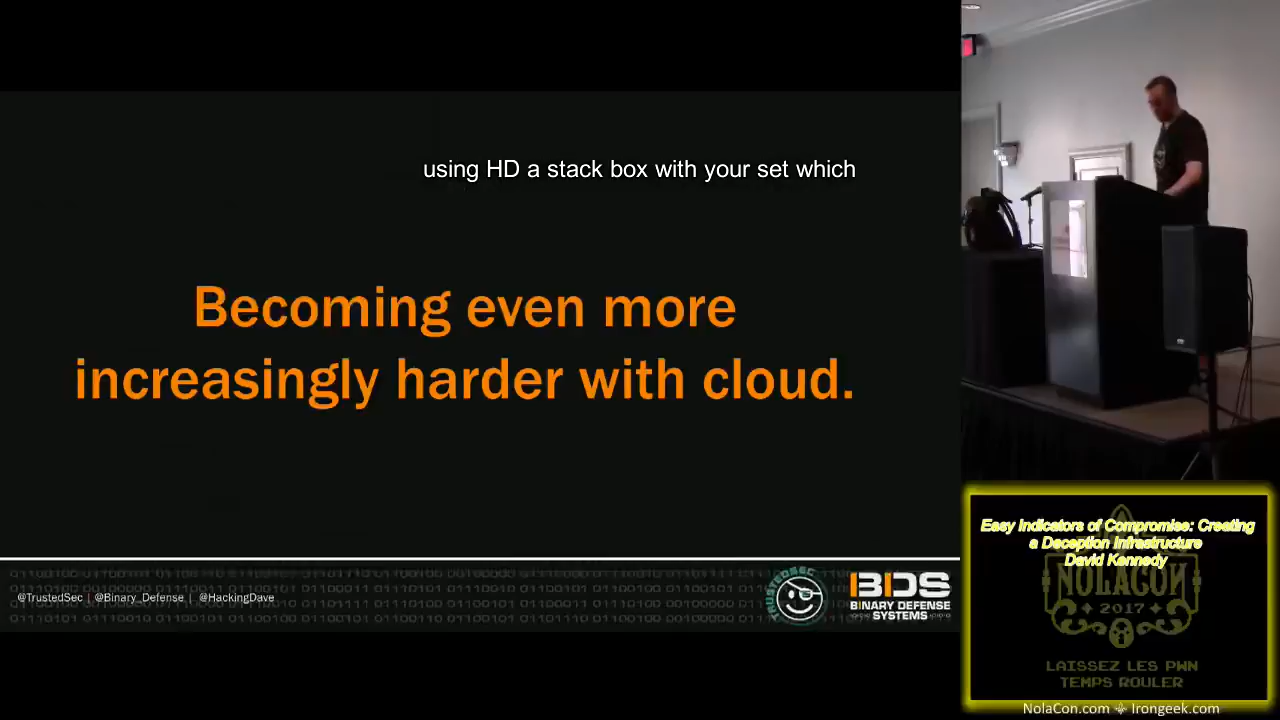 using HD a stack box with your set which
Becoming even more
increasingly harder with cloud.
@TrustedSec | @Binary_Defense | @HackingDave
TRUSTEDSEC
BDS
BINARY DEFENSE
SYSTEMS
Easy Indicators of Compromise: Creating
a Deception Infrastructure
David Kennedy
NOLACON
2017
LAISSEZ LES PWN
TEMPS ROULER
NolaCon.com Irongeek.com